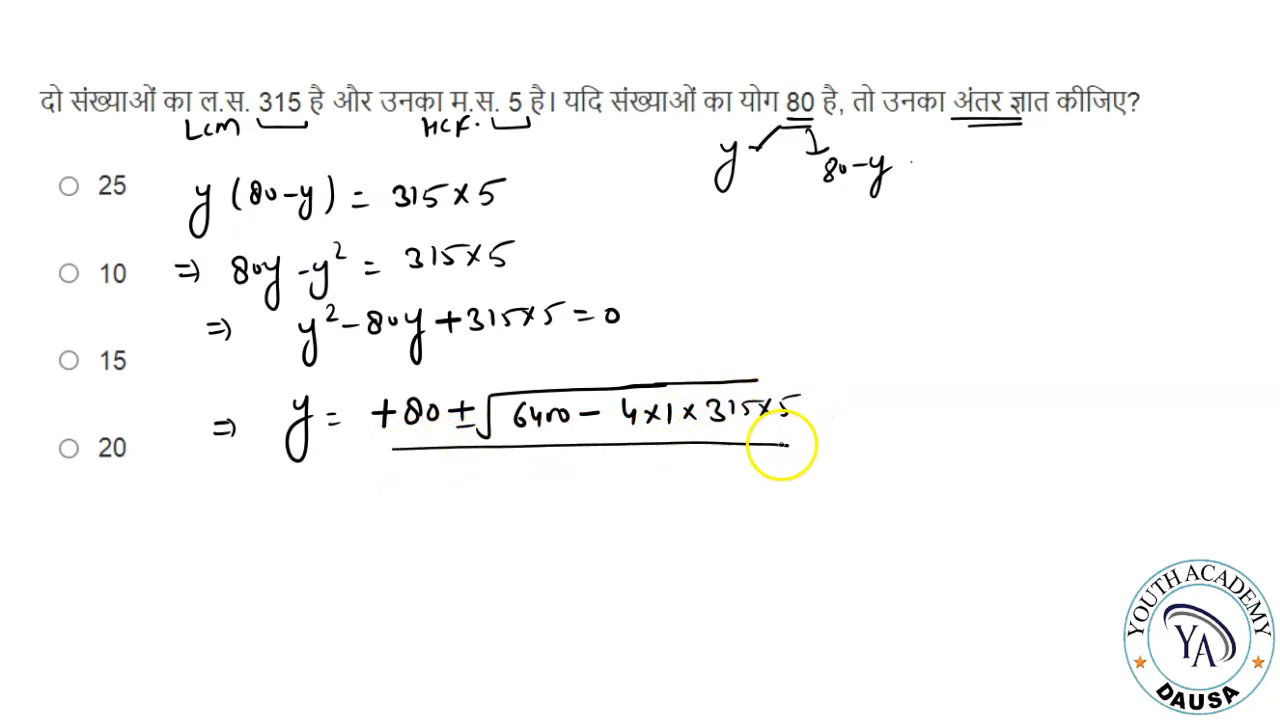 दो संख्याओं का ल.स. 315 है और उनका म.स. 5 है। यदि संख्याओं का योग 80 है, तो उनका अंतर ज्ञात कीजिए?
Lcm HCF.
y 80-y
25 y (80-y) = 315×5
=> 80y - y² = 315×5
10
=> y² - 80y + 315×5 = 0
15
=> y = +80 ± √6400 - 4×1×315×5
20
YOUTH ACADEMY
YA
DAUSA